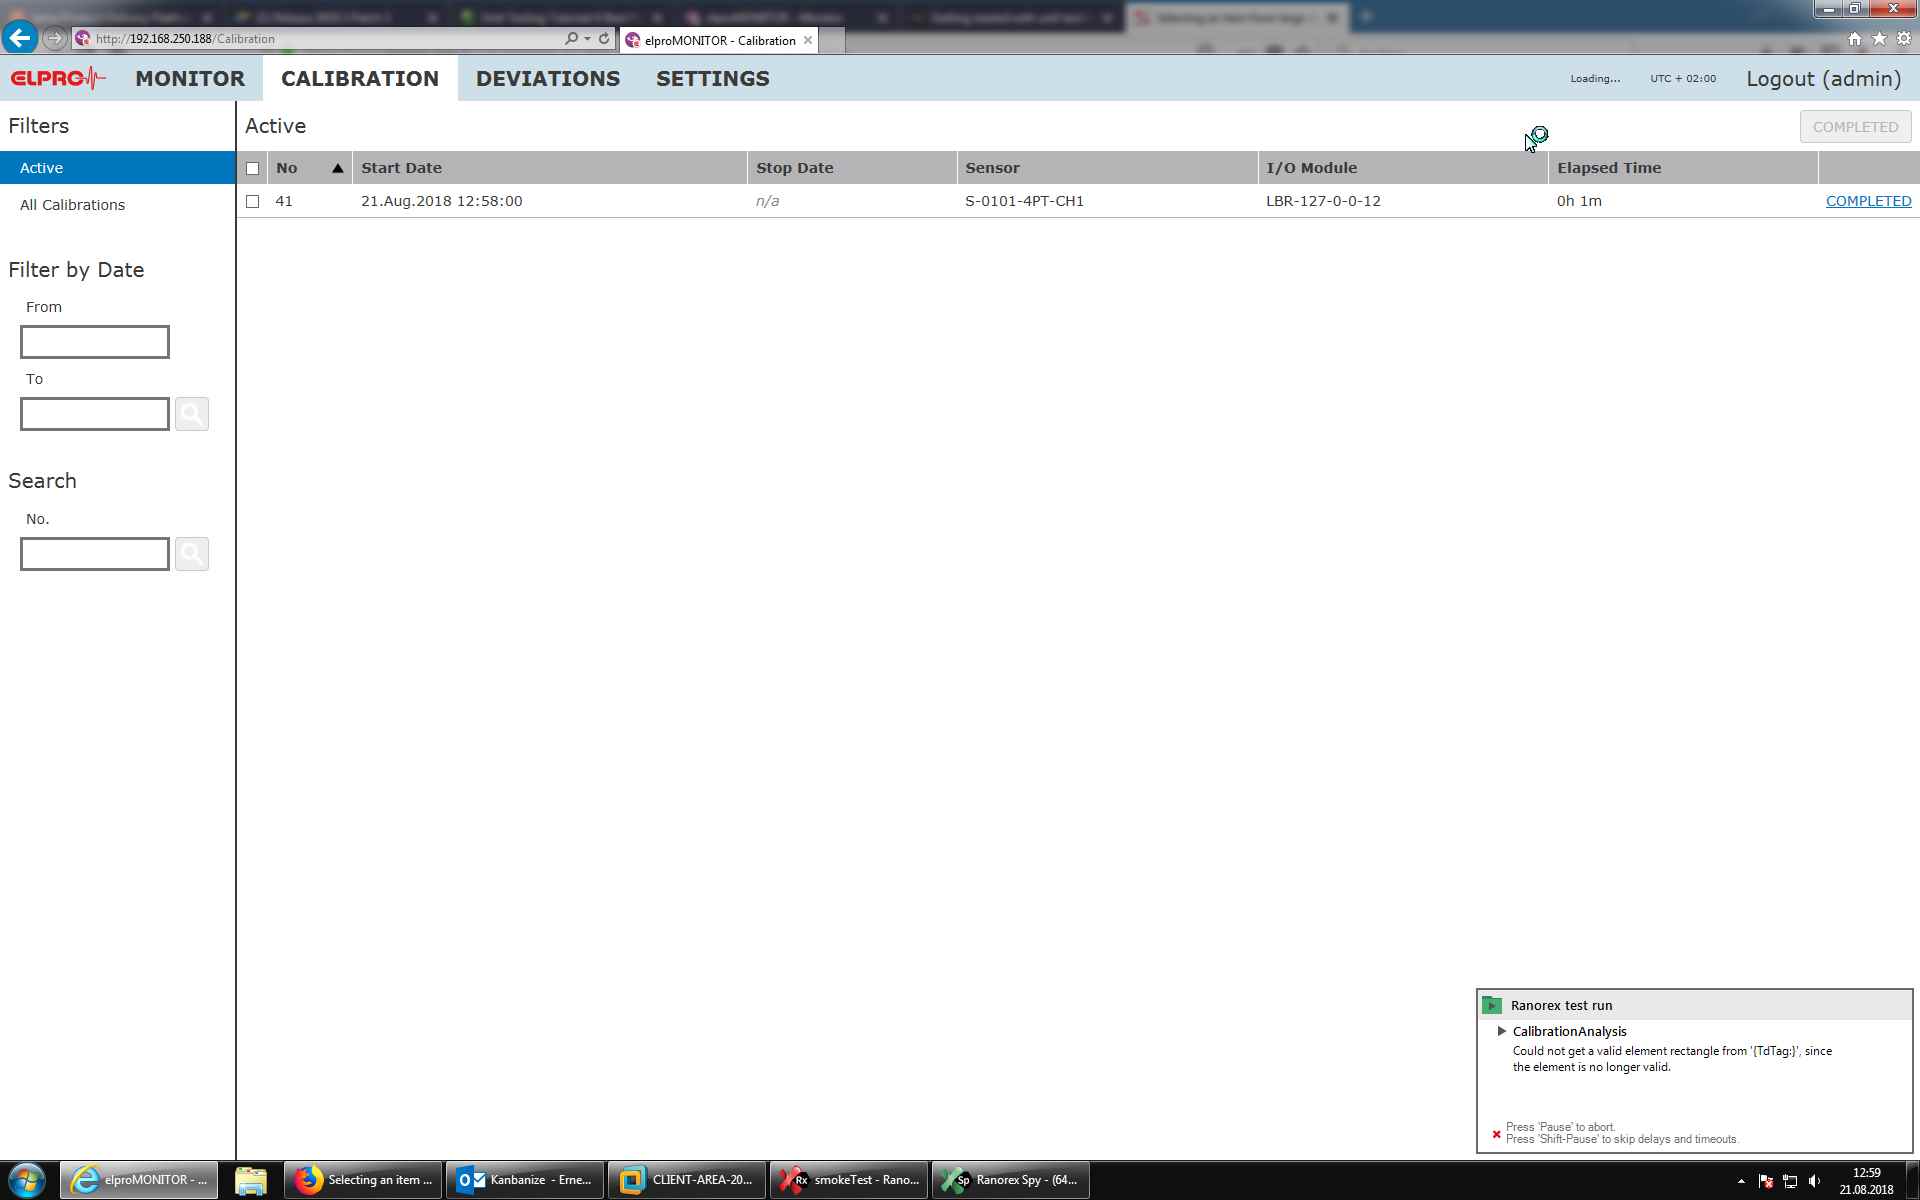 http://192.168.250.188/Calibration
elproMONITOR - Calibration
ELPRO MONITOR CALIBRATION DEVIATIONS SETTINGS Loading... UTC + 02:00 Logout (admin)
Filters
Active
All Calibrations
Filter by Date
From
To
Search
No.
Active COMPLETED
No Start Date Stop Date Sensor I/O Module Elapsed Time
41 21.Aug.2018 12:58:00 n/a S-0101-4PT-CH1 LBR-127-0-0-12 0h 1m COMPLETED
Ranorex test run
CalibrationAnalysis
Could not get a valid element rectangle from '{TdTag:}', since
the element is no longer valid.
Press 'Pause' to abort.
Press 'Shift-Pause' to skip delays and timeouts.
elproMONITOR - ... Selecting an item ... Kanbanize - Erne... CLIENT-AREA-20... smokeTest - Rano... Ranorex Spy - (64...
12:59
21.08.2018